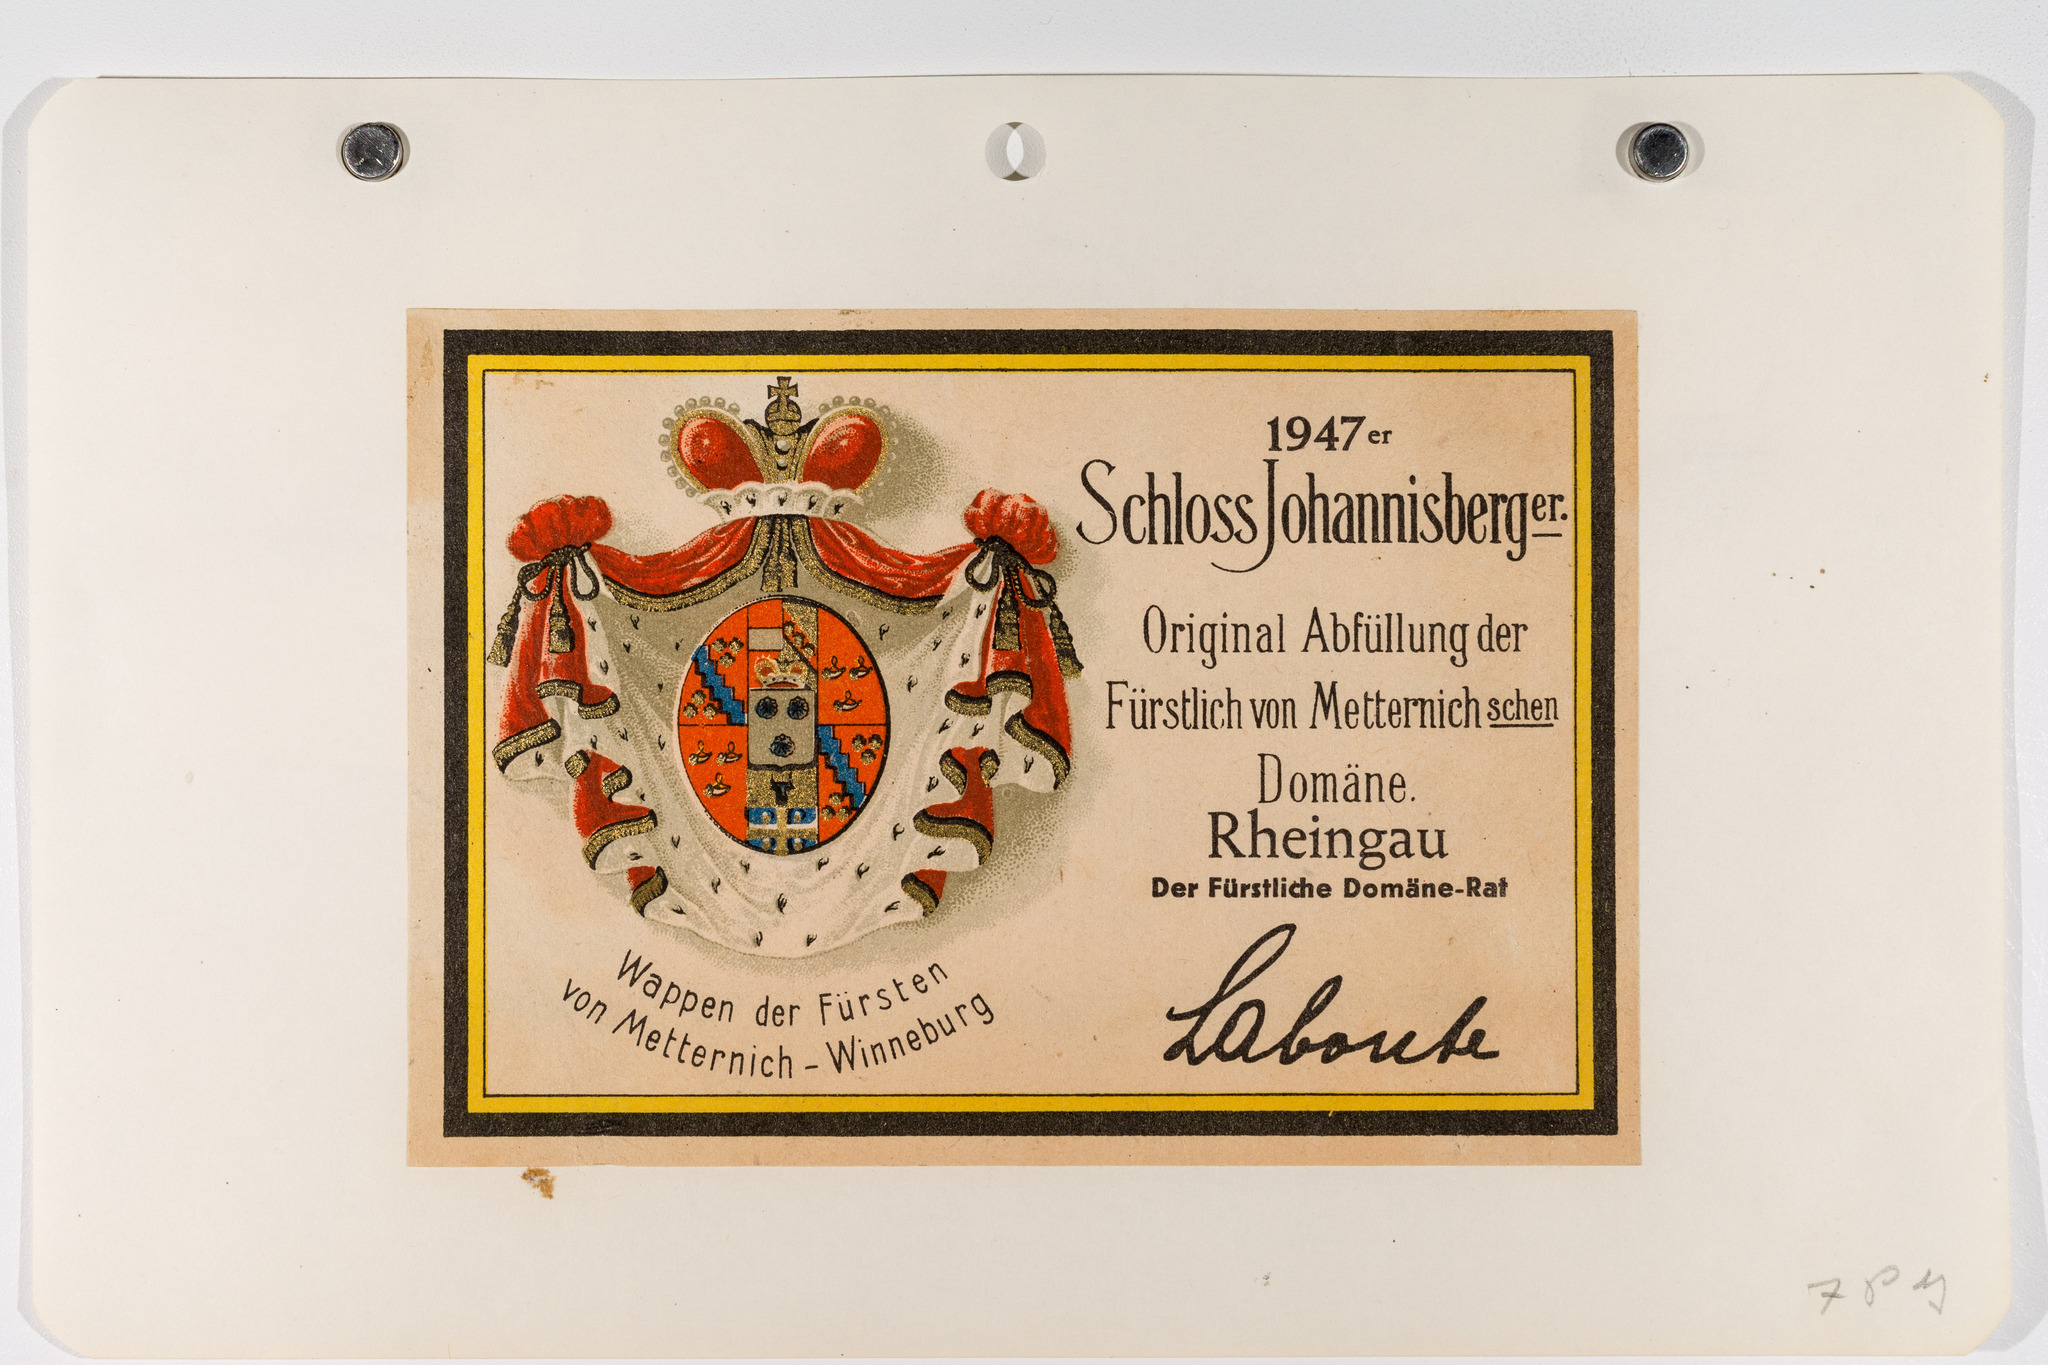 1947er
Schloss Johannisberger.
Original Abfüllung der
Fürstlich von Metternich schen
Domäne.
Rheingau
Der Fürstliche Domäne-Rat
Labonte
Wappen der Fürsten
von Metternich - Winneburg